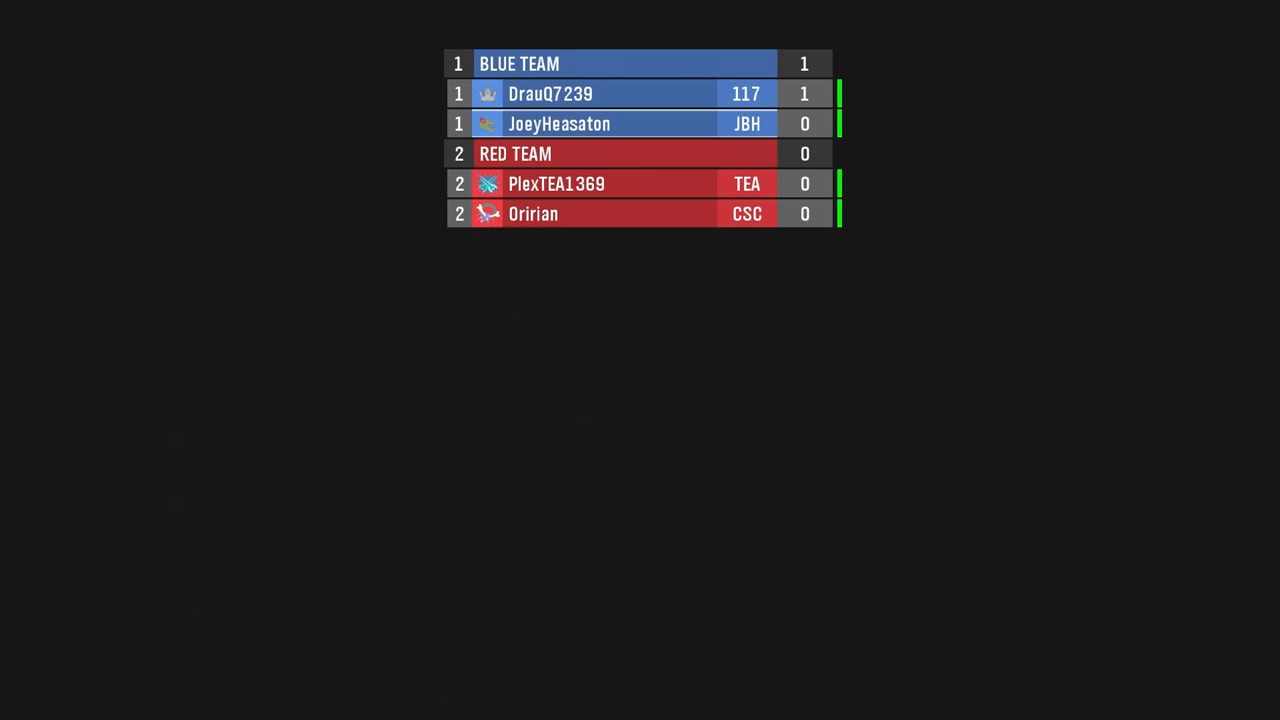 1 BLUE TEAM 1
1 DrauQ7239 117 1
1 JoeyHeasaton JBH 0
2 RED TEAM 0
2 PlexTEA1369 TEA 0
2 Oririan CSC 0